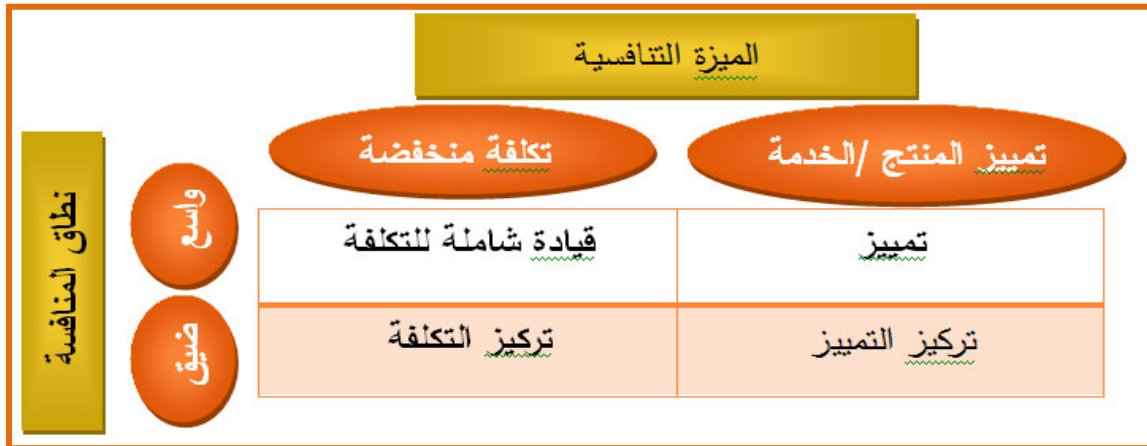 الميزة التنافسية
تمييز المنتج /الخدمة
تكلفة منخفضة
نطاق المنافسة
واسع
تمييز
قيادة شاملة للتكلفة
ضيق
تركيز التمييز
تركيز التكلفة